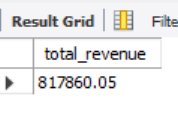 Result Grid Filte
total_revenue
817860.05